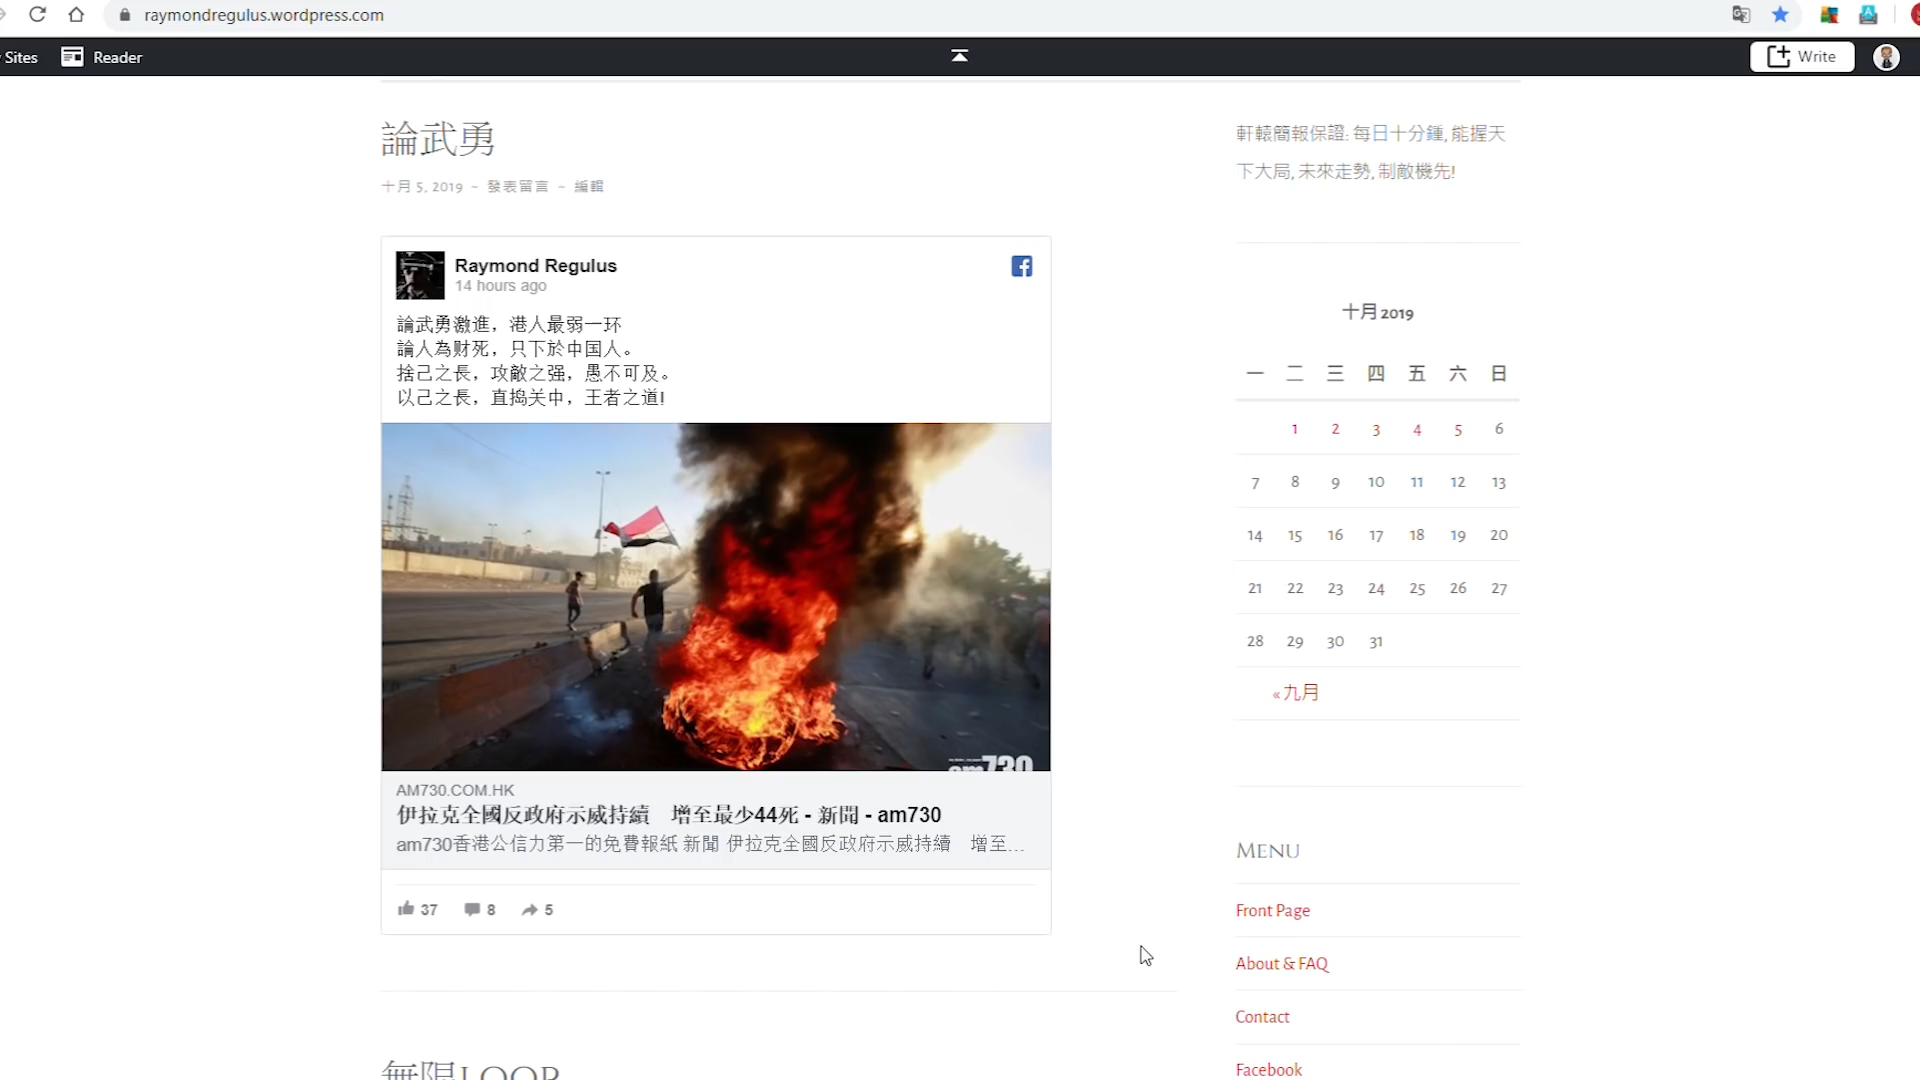 raymondregulus.wordpress.com
Sites
Reader
Write
論武勇
十月 5, 2019 ~ 發表留言 ~ 編輯
Raymond Regulus
14 hours ago
論武勇激進，港人最弱一环
論人為财死，只下於中国人。
捨己之長，攻敵之强，愚不可及。
以己之長，直搗关中，王者之道!
am730
AM730.COM.HK
伊拉克全國反政府示威持續　增至最少44死 - 新聞 - am730
am730香港公信力第一的免費報紙 新聞 伊拉克全國反政府示威持續　增至...
37 8 5
無限LOOP
軒轅簡報保證: 每日十分鍾, 能握天
下大局, 未來走勢, 制敵機先!
十月 2019
一 二 三 四 五 六 日
1 2 3 4 5 6
7 8 9 10 11 12 13
14 15 16 17 18 19 20
21 22 23 24 25 26 27
28 29 30 31
« 九月
Menu
Front Page
About & FAQ
Contact
Facebook